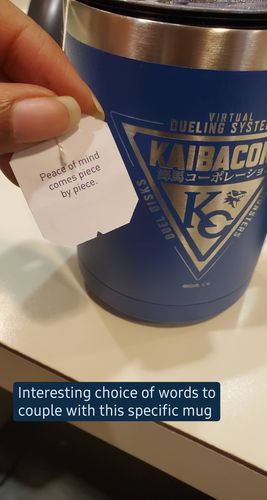 Peace of mind
comes piece
by piece.
VIRTUAL
DUELING SYSTEM
KAIBACOR
海馬コーポレーショ
DUEL DISKS
MONSTERS
KC
Interesting choice of words to
couple with this specific mug